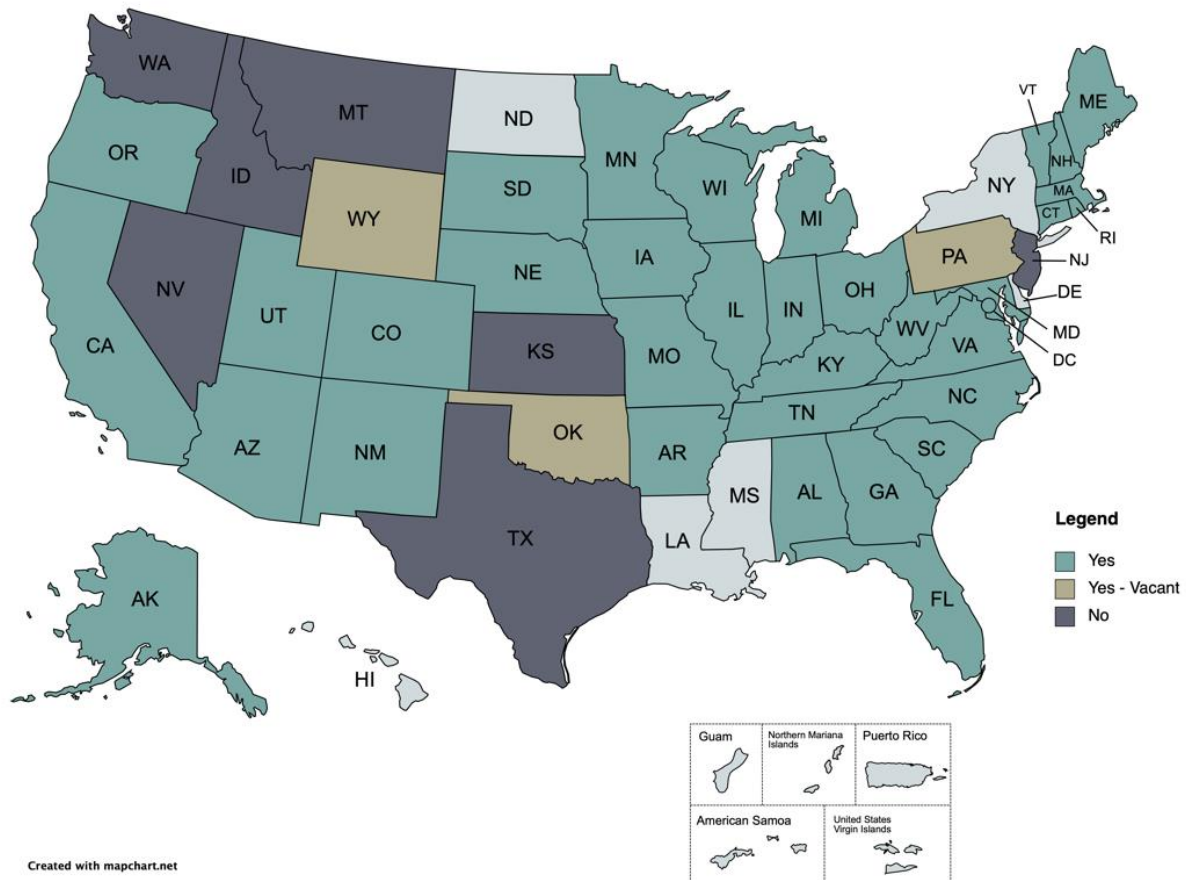 WA
MT
ND
MN
ME
VT
OR
ID
SD
WI
MI
NH
NY
MA
CT
RI
WY
NE
IA
PA
NJ
DE
NV
UT
CO
IL
IN
OH
MD
DC
CA
KS
MO
WV
VA
KY
NC
TN
AZ
NM
OK
AR
SC
MS
AL
GA
TX
LA
FL
AK
HI
Legend
Yes
Yes - Vacant
No
Guam
Northern Mariana
Islands
Puerto Rico
American Samoa
United States
Virgin Islands
Created with mapchart.net